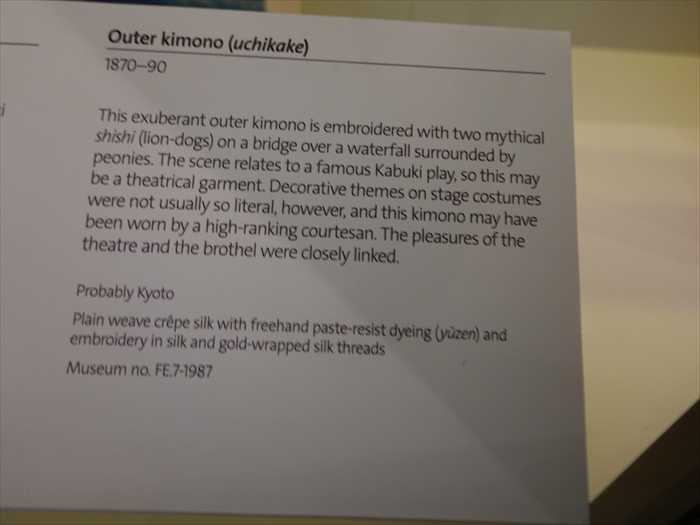 Outer kimono (uchikake)
1870–90
This exuberant outer kimono is embroidered with two mythical
shishi (lion-dogs) on a bridge over a waterfall surrounded by
peonies. The scene relates to a famous Kabuki play, so this may
be a theatrical garment. Decorative themes on stage costumes
were not usually so literal, however, and this kimono may have
been worn by a high-ranking courtesan. The pleasures of the
theatre and the brothel were closely linked.
Probably Kyoto
Plain weave crêpe silk with freehand paste-resist dyeing (yūzen) and
embroidery in silk and gold-wrapped silk threads
Museum no. FE.7-1987